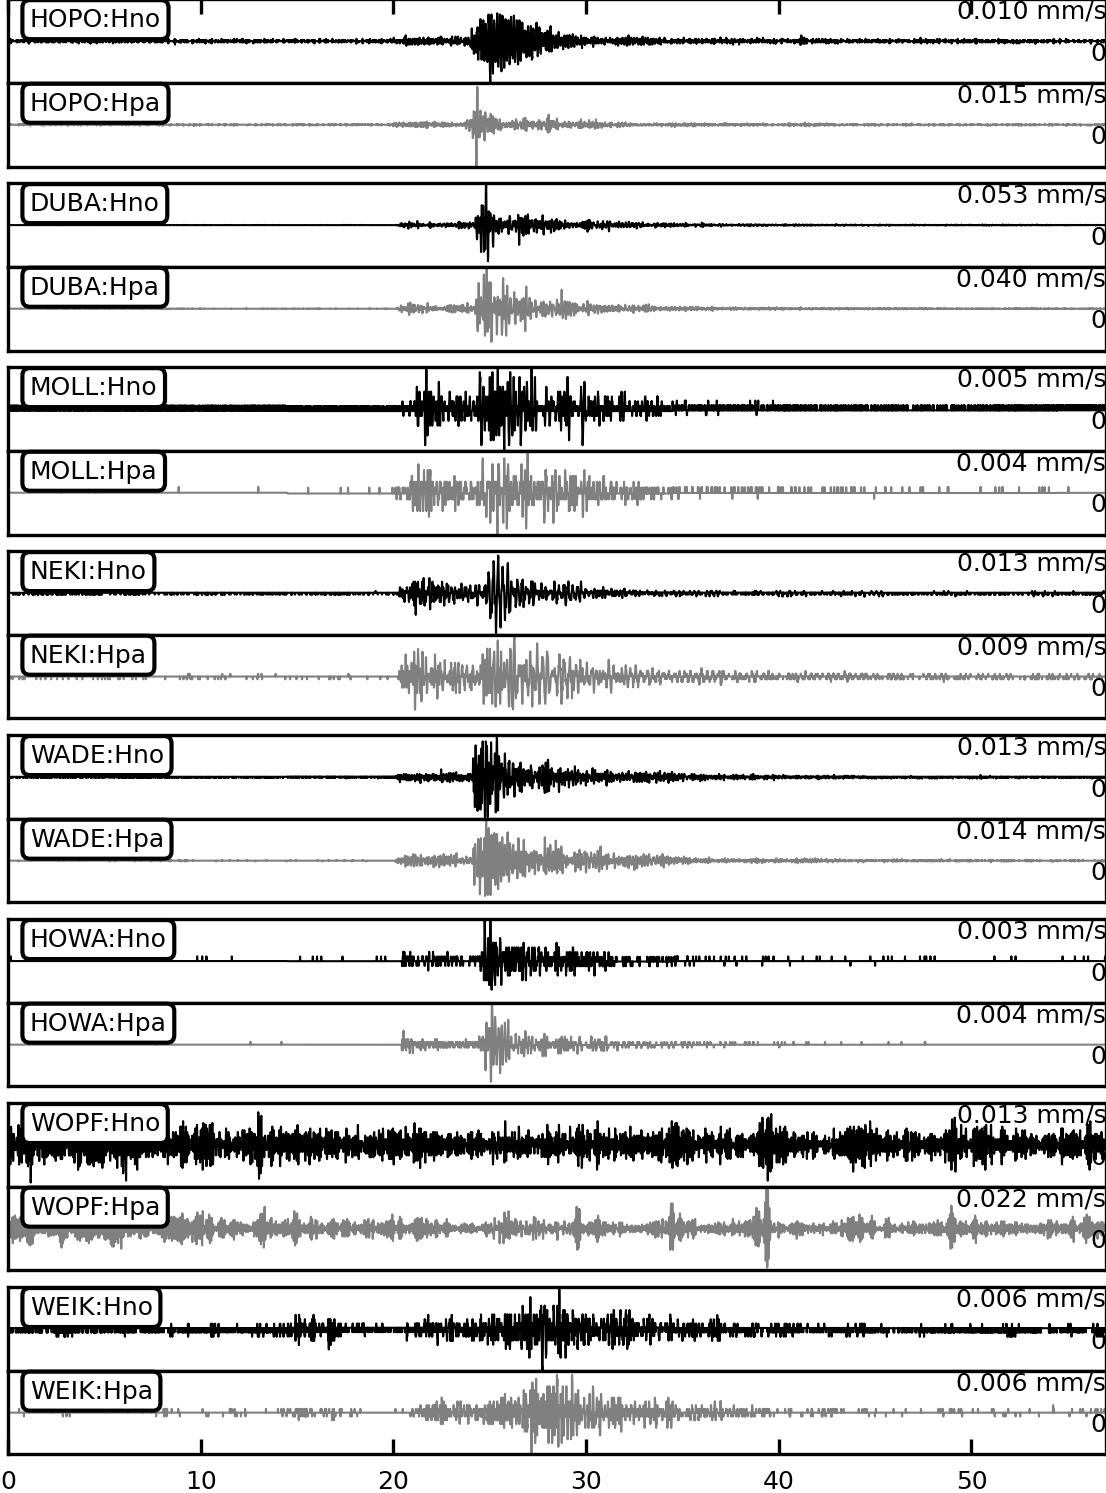 HOPO:Hno 0.010 mm/s
0
HOPO:Hpa 0.015 mm/s
0
DUBA:Hno 0.053 mm/s
0
DUBA:Hpa 0.040 mm/s
0
MOLL:Hno 0.005 mm/s
0
MOLL:Hpa 0.004 mm/s
0
NEKI:Hno 0.013 mm/s
0
NEKI:Hpa 0.009 mm/s
0
WADE:Hno 0.013 mm/s
0
WADE:Hpa 0.014 mm/s
0
HOWA:Hno 0.003 mm/s
0
HOWA:Hpa 0.004 mm/s
0
WOPF:Hno 0.013 mm/s
0
WOPF:Hpa 0.022 mm/s
0
WEIK:Hno 0.006 mm/s
0
WEIK:Hpa 0.006 mm/s
0
0 10 20 30 40 50